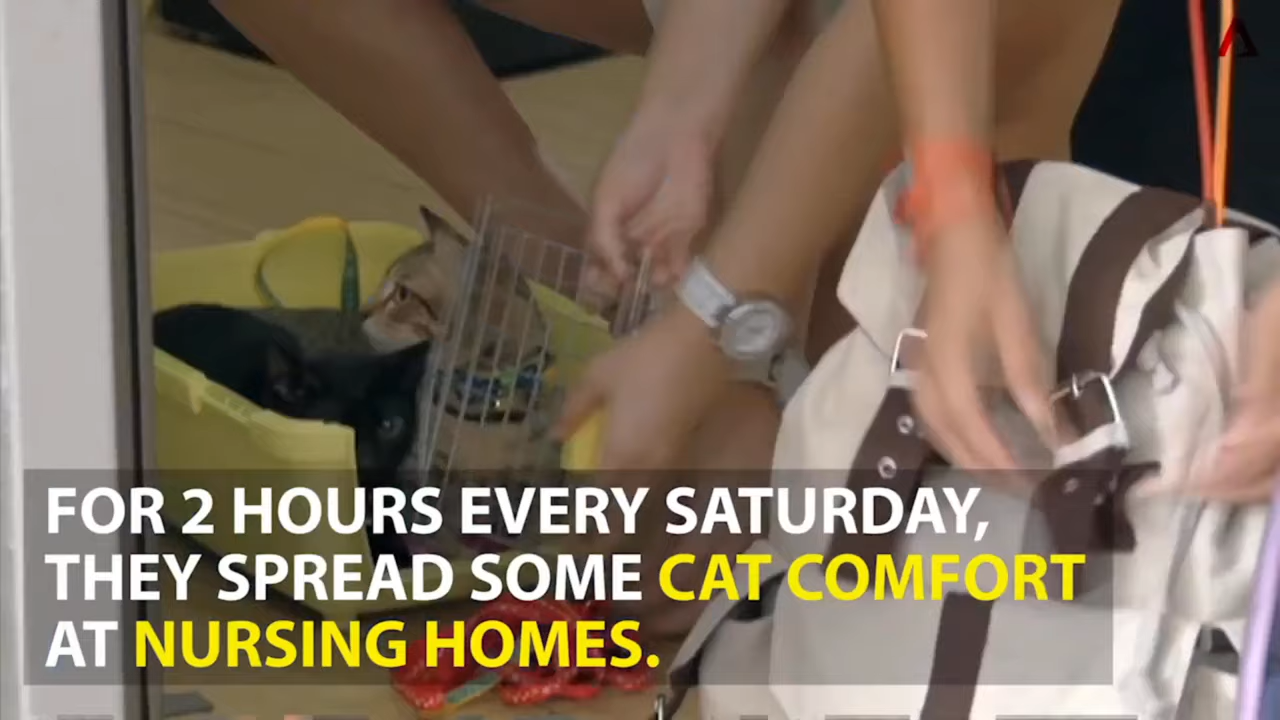 FOR 2 HOURS EVERY SATURDAY,
THEY SPREAD SOME CAT COMFORT
AT NURSING HOMES.